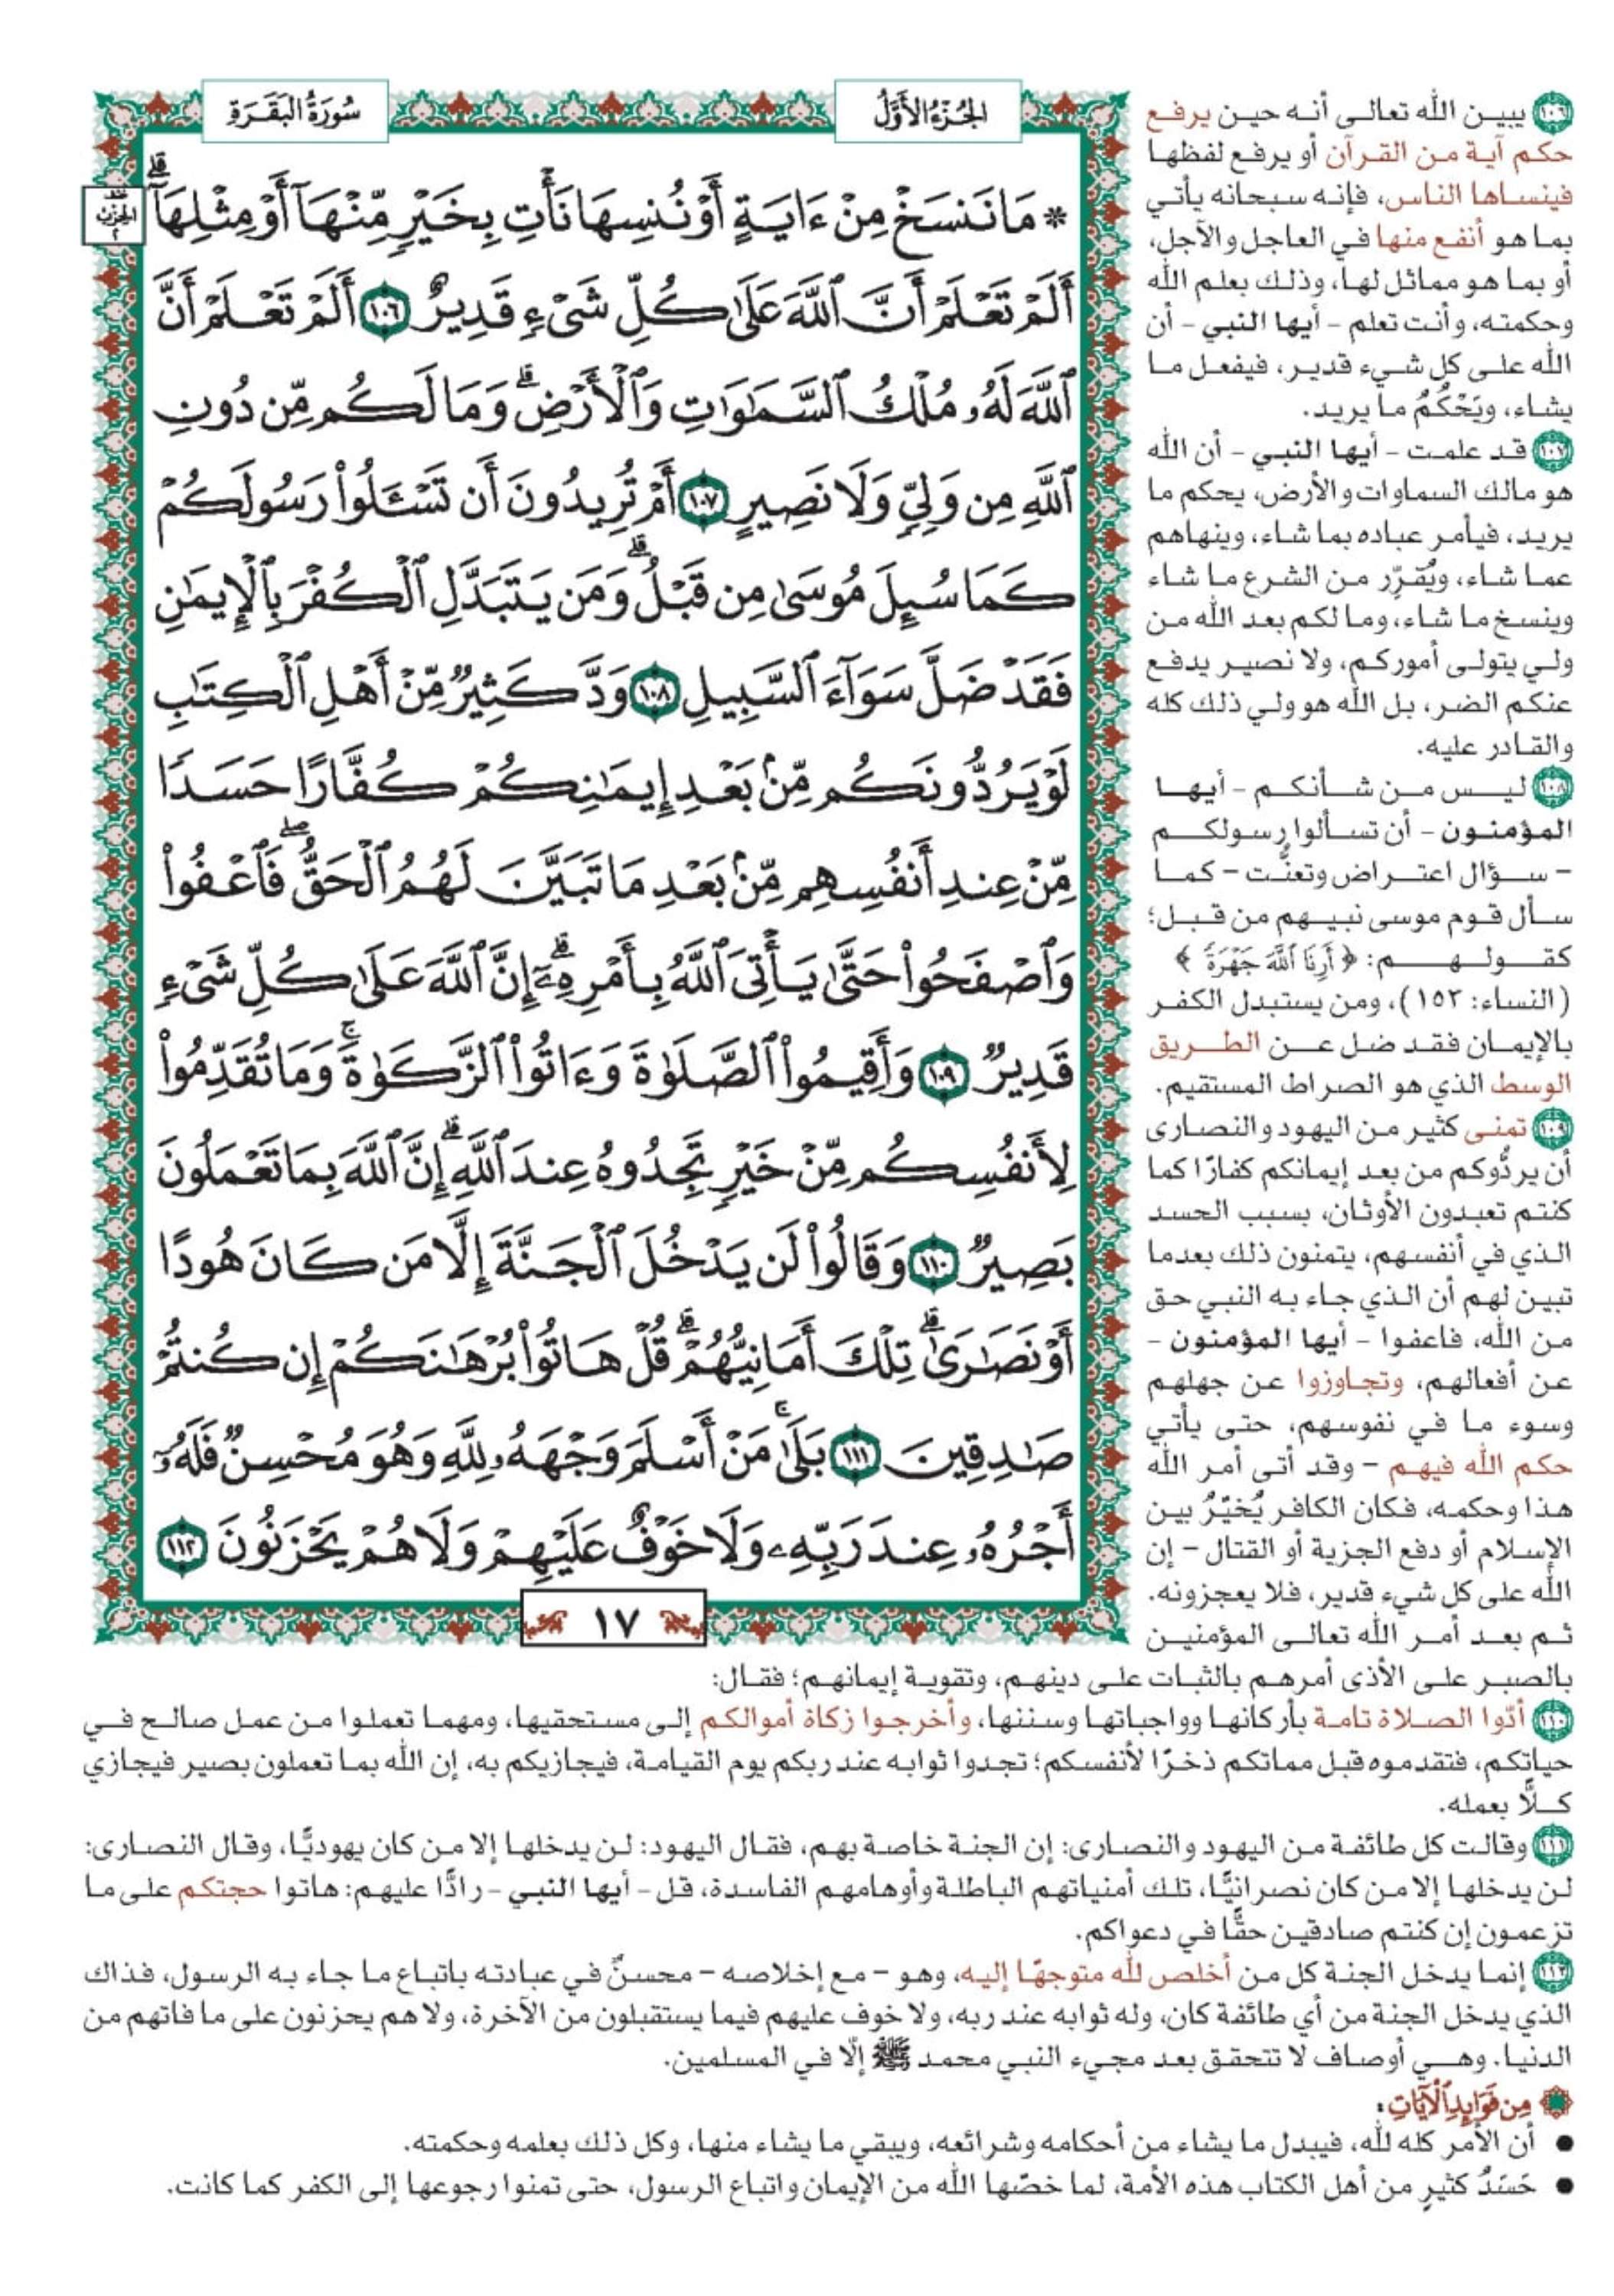 الجُزْءُ الأَوَّلُ
سُورَةُ البَقَرَةِ
* مَا نَنسَخْ مِنْ ءَايَةٍ أَوْ نُنسِهَا نَأْتِ بِخَيْرٍ مِّنْهَآ أَوْ مِثْلِهَآۗ
أَلَمْ تَعْلَمْ أَنَّ ٱللَّهَ عَلَىٰ كُلِّ شَىْءٍ قَدِيرٌ ١٠٦ أَلَمْ تَعْلَمْ أَنَّ
ٱللَّهَ لَهُۥ مُلْكُ ٱلسَّمَـٰوَٰتِ وَٱلْأَرْضِۗ وَمَا لَكُم مِّن دُونِ
ٱللَّهِ مِن وَلِىٍّ وَلَا نَصِيرٍ ١٠٧ أَمْ تُرِيدُونَ أَن تَسْـَٔلُوا۟ رَسُولَكُمْ
كَمَا سُئِلَ مُوسَىٰ مِن قَبْلُۗ وَمَن يَتَبَدَّلِ ٱلْكُفْرَ بِٱلْإِيمَـٰنِ
فَقَدْ ضَلَّ سَوَآءَ ٱلسَّبِيلِ ١٠٨ وَدَّ كَثِيرٌ مِّنْ أَهْلِ ٱلْكِتَـٰبِ
لَوْ يَرُدُّونَكُم مِّنۢ بَعْدِ إِيمَـٰنِكُمْ كُفَّارًا حَسَدًا
مِّنْ عِندِ أَنفُسِهِم مِّنۢ بَعْدِ مَا تَبَيَّنَ لَهُمُ ٱلْحَقُّۖ فَٱعْفُوا۟
وَٱصْفَحُوا۟ حَتَّىٰ يَأْتِىَ ٱللَّهُ بِأَمْرِهِۦٓۗ إِنَّ ٱللَّهَ عَلَىٰ كُلِّ شَىْءٍ
قَدِيرٌ ١٠٩ وَأَقِيمُوا۟ ٱلصَّلَوٰةَ وَءَاتُوا۟ ٱلزَّكَوٰةَۚ وَمَا تُقَدِّمُوا۟
لِأَنفُسِكُم مِّنْ خَيْرٍ تَجِدُوهُ عِندَ ٱللَّهِۗ إِنَّ ٱللَّهَ بِمَا تَعْمَلُونَ
بَصِيرٌ ١١٠ وَقَالُوا۟ لَن يَدْخُلَ ٱلْجَنَّةَ إِلَّا مَن كَانَ هُودًا
أَوْ نَصَـٰرَىٰۗ تِلْكَ أَمَانِيُّهُمْۗ قُلْ هَاتُوا۟ بُرْهَـٰنَكُمْ إِن كُنتُمْ
صَـٰدِقِينَ ١١١ بَلَىٰۚ مَنْ أَسْلَمَ وَجْهَهُۥ لِلَّهِ وَهُوَ مُحْسِنٌ فَلَهُۥٓ
أَجْرُهُۥ عِندَ رَبِّهِۦ وَلَا خَوْفٌ عَلَيْهِمْ وَلَا هُمْ يَحْزَنُونَ ١١٢
١٧
١٠٦ يبين الله تعالى أنه حين يرفع
حكم آية من القرآن أو يرفع لفظها
فينساها الناس، فإنه سبحانه يأتي
بما هو أنفع منها في العاجل والآجل،
أو بما هو مماثل لها، وذلك بعلم الله
وحكمته، وأنت تعلم - أيها النبي - أن
الله على كل شيء قدير، فيفعل ما
يشاء، ويَحْكُمُ ما يريد.
١٠٧ قد علمت - أيها النبي - أن الله
هو مالك السماوات والأرض، يحكم ما
يريد، فيأمر عباده بما شاء، وينهاهم
عما شاء، ويُقرِّر من الشرع ما شاء
وينسخ ما شاء، وما لكم بعد الله من
ولي يتولى أموركم، ولا نصير يدفع
عنكم الضر، بل الله هو ولي ذلك كله
والقادر عليه.
١٠٨ ليس من شأنكم - أيها
المؤمنون - أن تسألوا رسولكم
- سؤال اعتراض وتعنُّت - كما
سأل قوم موسى نبيهم من قبل؛
كقولهم: ﴿ أَرِنَا ٱللَّهَ جَهْرَةً ﴾
(النساء: ١٥٣)، ومن يستبدل الكفر
بالإيمان فقد ضل عن الطريق
الوسط الذي هو الصراط المستقيم.
١٠٩ تمنى كثير من اليهود والنصارى
أن يردُّوكم من بعد إيمانكم كفارًا كما
كنتم تعبدون الأوثان، بسبب الحسد
الذي في أنفسهم، يتمنون ذلك بعدما
تبين لهم أن الذي جاء به النبي حق
من الله، فاعفوا - أيها المؤمنون -
عن أفعالهم، وتجاوزوا عن جهلهم
وسوء ما في نفوسهم، حتى يأتي
حكم الله فيهم - وقد أتى أمر الله
هذا وحكمه، فكان الكافر يُخيّرُ بين
الإسلام أو دفع الجزية أو القتال - إن
الله على كل شيء قدير، فلا يعجزونه.
ثم بعد أمر الله تعالى المؤمنين
بالصبر على الأذى أمرهم بالثبات على دينهم، وتقوية إيمانهم؛ فقال:
١١٠ أدّوا الصلاة تامة بأركانها وواجباتها وسننها، وأخرجوا زكاة أموالكم إلى مستحقيها، ومهما تعملوا من عمل صالح في
حياتكم، فتقدموه قبل مماتكم ذخرًا لأنفسكم؛ تجدوا ثوابه عند ربكم يوم القيامة، فيجازيكم به، إن الله بما تعملون بصير فيجازي
كلًّا بعمله.
١١١ وقالت كل طائفة من اليهود والنصارى: إن الجنة خاصة بهم، فقال اليهود: لن يدخلها إلا من كان يهوديًّا، وقال النصارى:
لن يدخلها إلا من كان نصرانيًّا، تلك أمنياتهم الباطلة وأوهامهم الفاسدة، قل - أيها النبي - رادًّا عليهم: هاتوا حجتكم على ما
تزعمون إن كنتم صادقين حقًّا في دعواكم.
١١٢ إنما يدخل الجنة كل من أخلص لله متوجهًا إليه، وهو - مع إخلاصه - محسنٌ في عبادته باتباع ما جاء به الرسول، فذاك
الذي يدخل الجنة من أي طائفة كان، وله ثوابه عند ربه، ولا خوف عليهم فيما يستقبلون من الآخرة، ولا هم يحزنون على ما فاتهم من
الدنيا. وهي أوصاف لا تتحقق بعد مجيء النبي محمد ﷺ إلّا في المسلمين.
مِن فَوَائِدِ ٱلْآيَاتِ:
● أن الأمر كله لله، فيبدل ما يشاء من أحكامه وشرائعه، ويبقي ما يشاء منها، وكل ذلك بعلمه وحكمته.
● حَسَدُ كثيرٍ من أهل الكتاب هذه الأمة، لما خصّها الله من الإيمان واتباع الرسول، حتى تمنوا رجوعها إلى الكفر كما كانت.